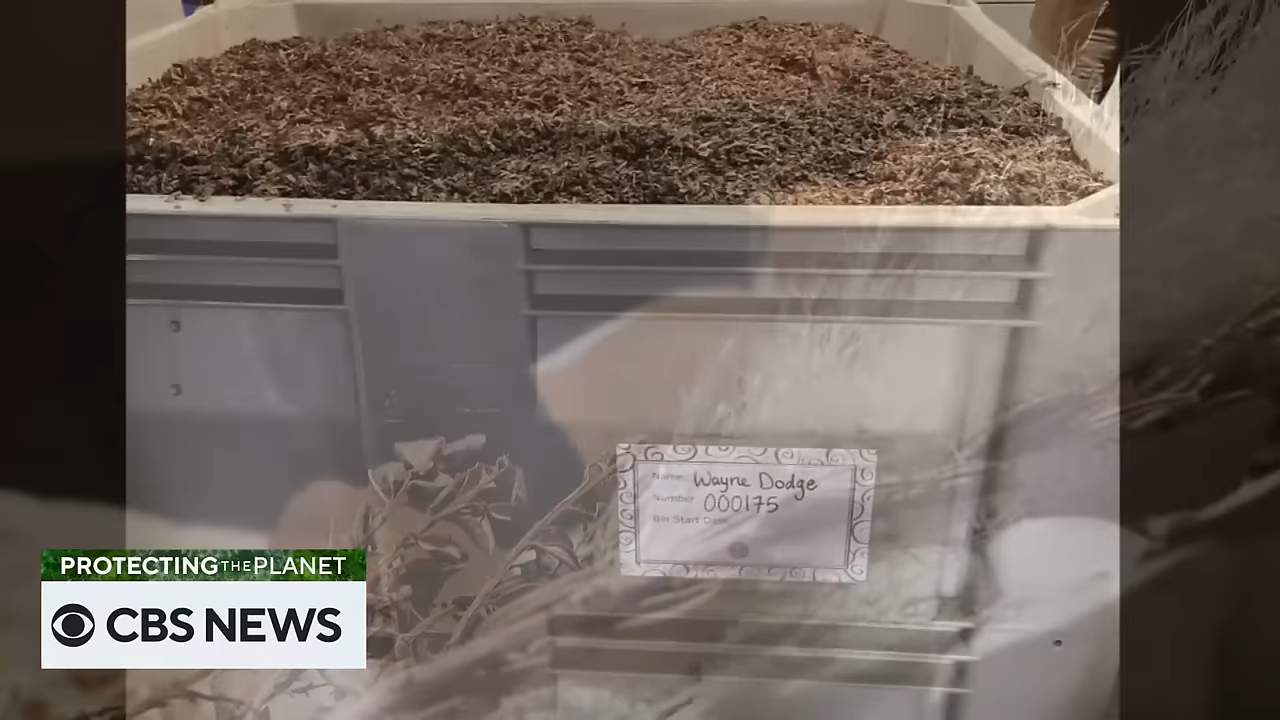 Name Wayne Dodge
Number 000175
Bin Start Date
PROTECTING THE PLANET
CBS NEWS